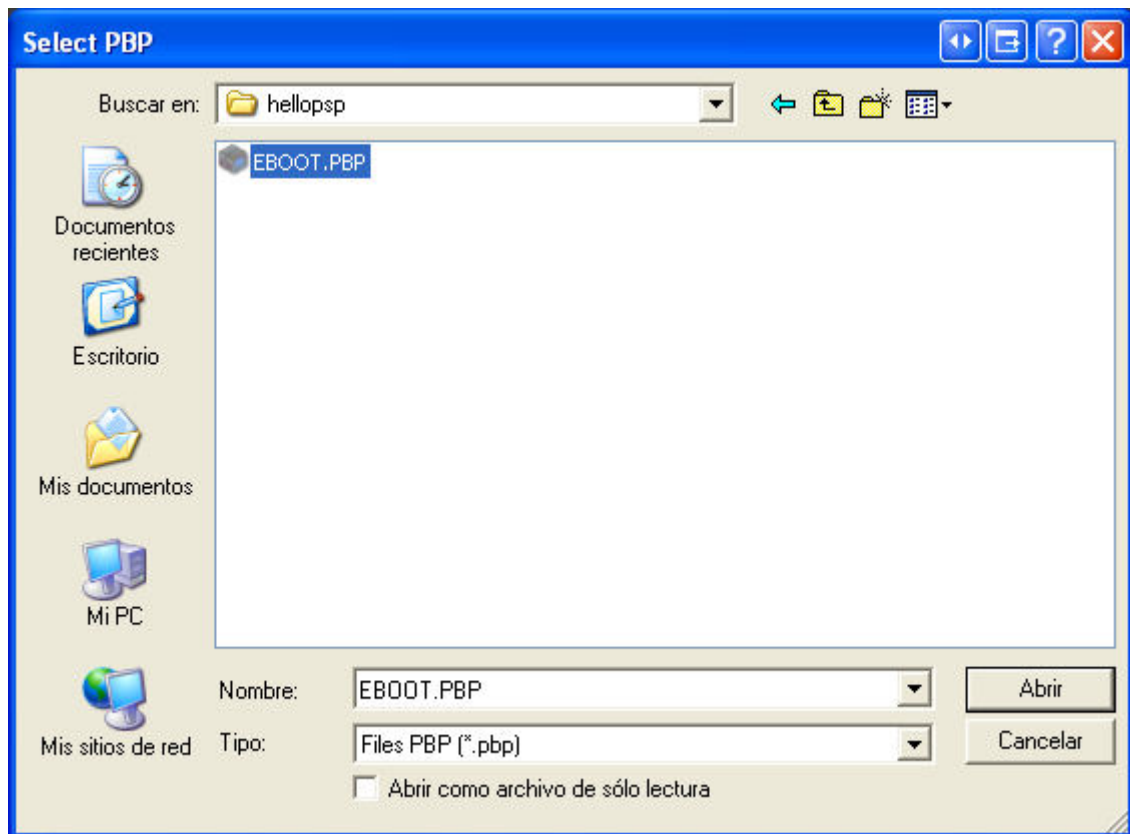 Select PBP
Buscar en:
hellopsp
EBOOT.PBP
Documentos
recientes
Escritorio
Mis documentos
Mi PC
Mis sitios de red
Nombre:
EBOOT.PBP
Abrir
Tipo:
Files PBP (*.pbp)
Cancelar
Abrir como archivo de sólo lectura